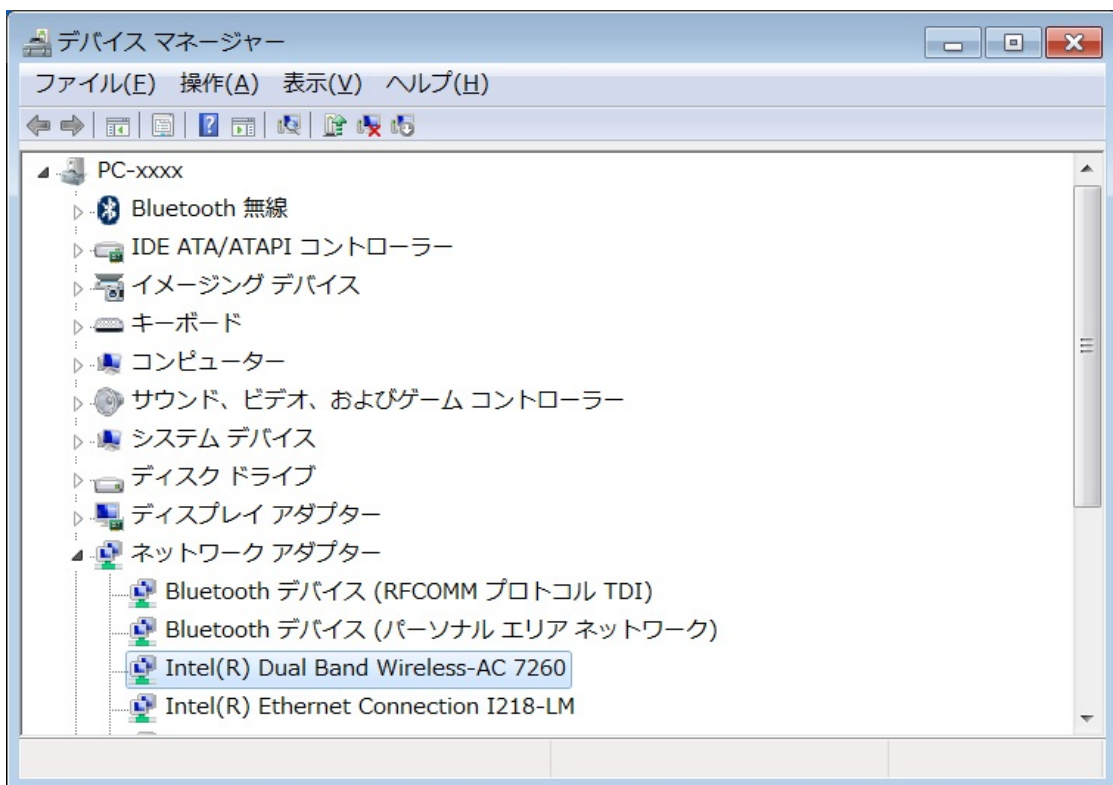 デバイス マネージャー
ファイル(F) 操作(A) 表示(V) ヘルプ(H)
PC-xxxx
Bluetooth 無線
IDE ATA/ATAPI コントローラー
イメージング デバイス
キーボード
コンピューター
サウンド、ビデオ、およびゲーム コントローラー
システム デバイス
ディスク ドライブ
ディスプレイ アダプター
ネットワーク アダプター
Bluetooth デバイス (RFCOMM プロトコル TDI)
Bluetooth デバイス (パーソナル エリア ネットワーク)
Intel(R) Dual Band Wireless-AC 7260
Intel(R) Ethernet Connection I218-LM